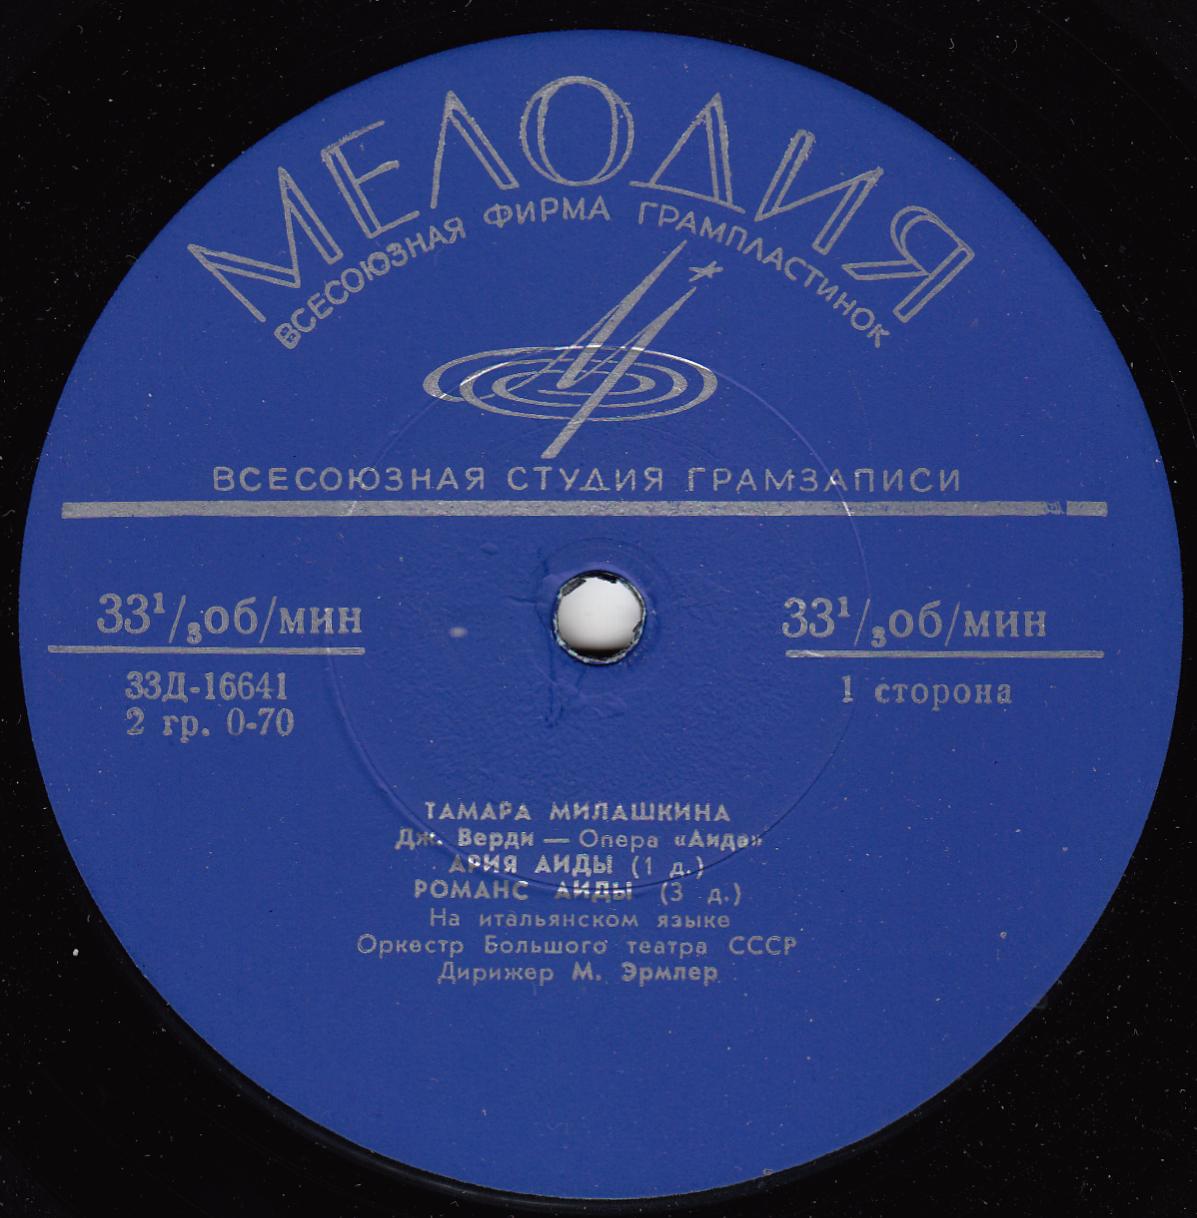 МЕЛОДИЯ
ВСЕСОЮЗНАЯ ФИРМА ГРАМПЛАСТИНОК
ВСЕСОЮЗНАЯ СТУДИЯ ГРАМЗАПИСИ
33¹/₃об/мин
33¹/₃об/мин
33Д-16641
1 сторона
2 гр. 0-70
ТАМАРА МИЛАШКИНА
Дж. Верди — Опера «Аида»
АРИЯ АИДЫ (1 д.)
РОМАНС АИДЫ (3 д.)
На итальянском языке
Оркестр Большого театра СССР
Дирижер М. Эрмлер